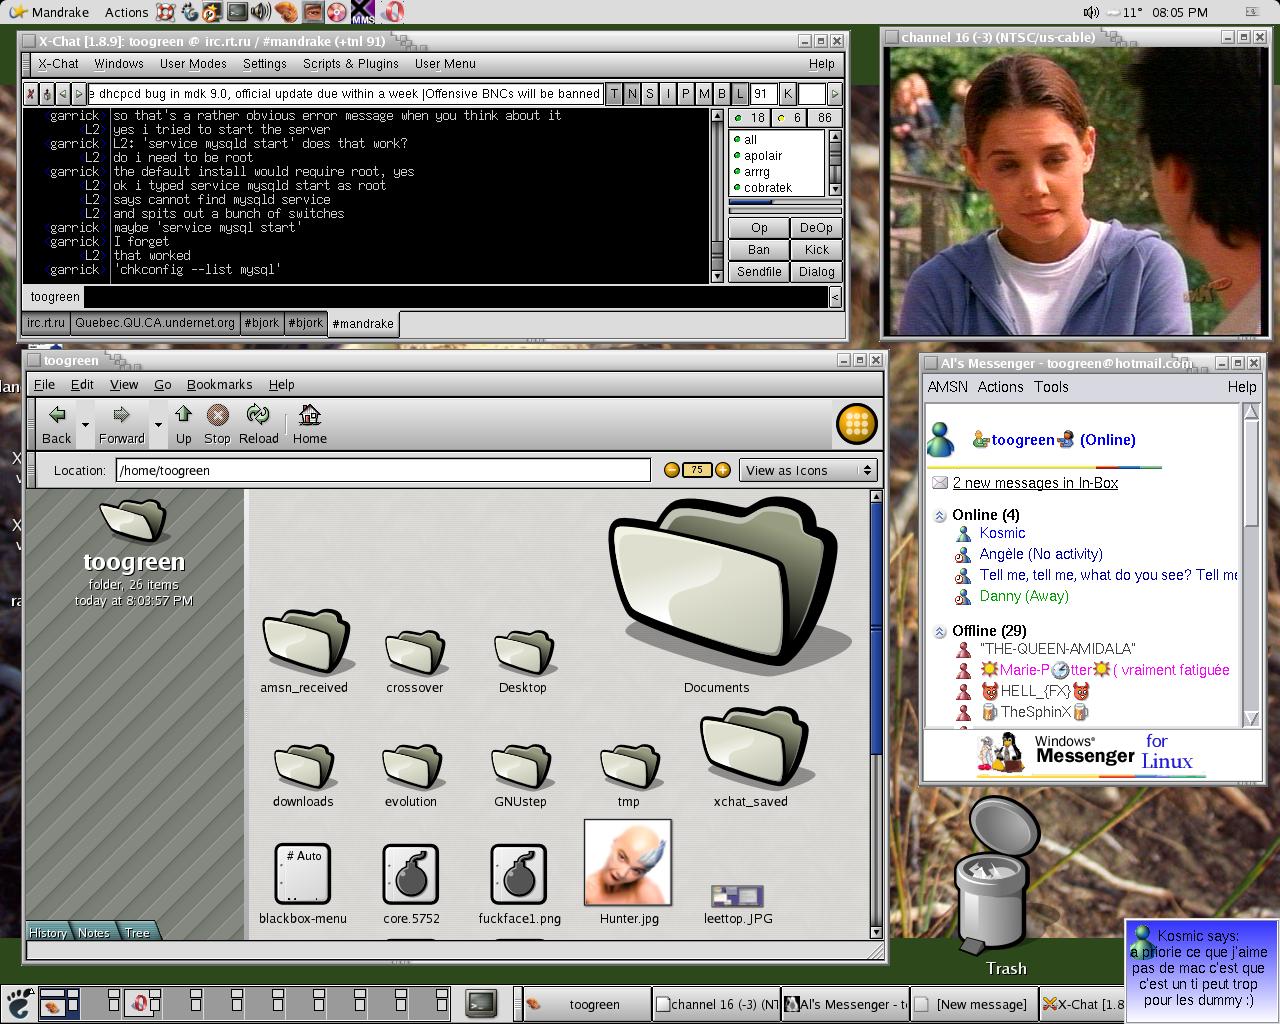 Mandrake Actions 11° 08:05 PM
X-Chat [1.8.9]: toogreen @ irc.rt.ru / #mandrake (+tnl 91)
X-Chat Windows User Modes Settings Scripts & Plugins User Menu Help
e dhcpcd bug in mdk 9.0, official update due within a week |Offensive BNCs will be banned T N S I P M B L 91 K
garrick so that's a rather obvious error message when you think about it
L2 yes i tried to start the server
garrick L2: 'service mysqld start' does that work?
L2 do i need to be root
garrick the default install would require root, yes
L2 ok i typed service mysqld start as root
L2 says cannot find mysqld service
L2 and spits out a bunch of switches
garrick maybe 'service mysql start'
garrick I forget
L2 that worked
garrick 'chkconfig --list mysql'
18 6 86
all
apolair
arrrg
cobratek
Op DeOp
Ban Kick
Sendfile Dialog
toogreen <
irc.rt.ru Quebec.QU.CA.undernet.org #bjork #bjork #mandrake
channel 16 (-3) (NTSC/us-cable)
toogreen
File Edit View Go Bookmarks Help
Back Forward Up Stop Reload Home
Location: /home/toogreen 75 View as Icons
toogreen
folder, 26 items
today at 8:03:57 PM
amsn_received crossover Desktop Documents
downloads evolution GNUstep tmp xchat_saved
# Auto
blackbox-menu core.5752 fuckface1.png Hunter.jpg leettop.JPG
History Notes Tree
Al's Messenger - toogreen@hotmail.com
AMSN Actions Tools Help
toogreen (Online)
2 new messages in In-Box
Online (4)
Kosmic
Angèle (No activity)
Tell me, tell me, what do you see? Tell me
Danny (Away)
Offline (29)
"THE-QUEEN-AMIDALA"
Marie-P tter ( vraiment fatiguée
HELL_{FX}
TheSphinX
Windows® Messenger for Linux
Trash
Kosmic says:
a priorie ce que j'aime
pas de mac c'est que
c'est un ti peut trop
pour les dummy :)
toogreen channel 16 (-3) (NT Al's Messenger - t [New message] X-Chat [1.8
XMMS